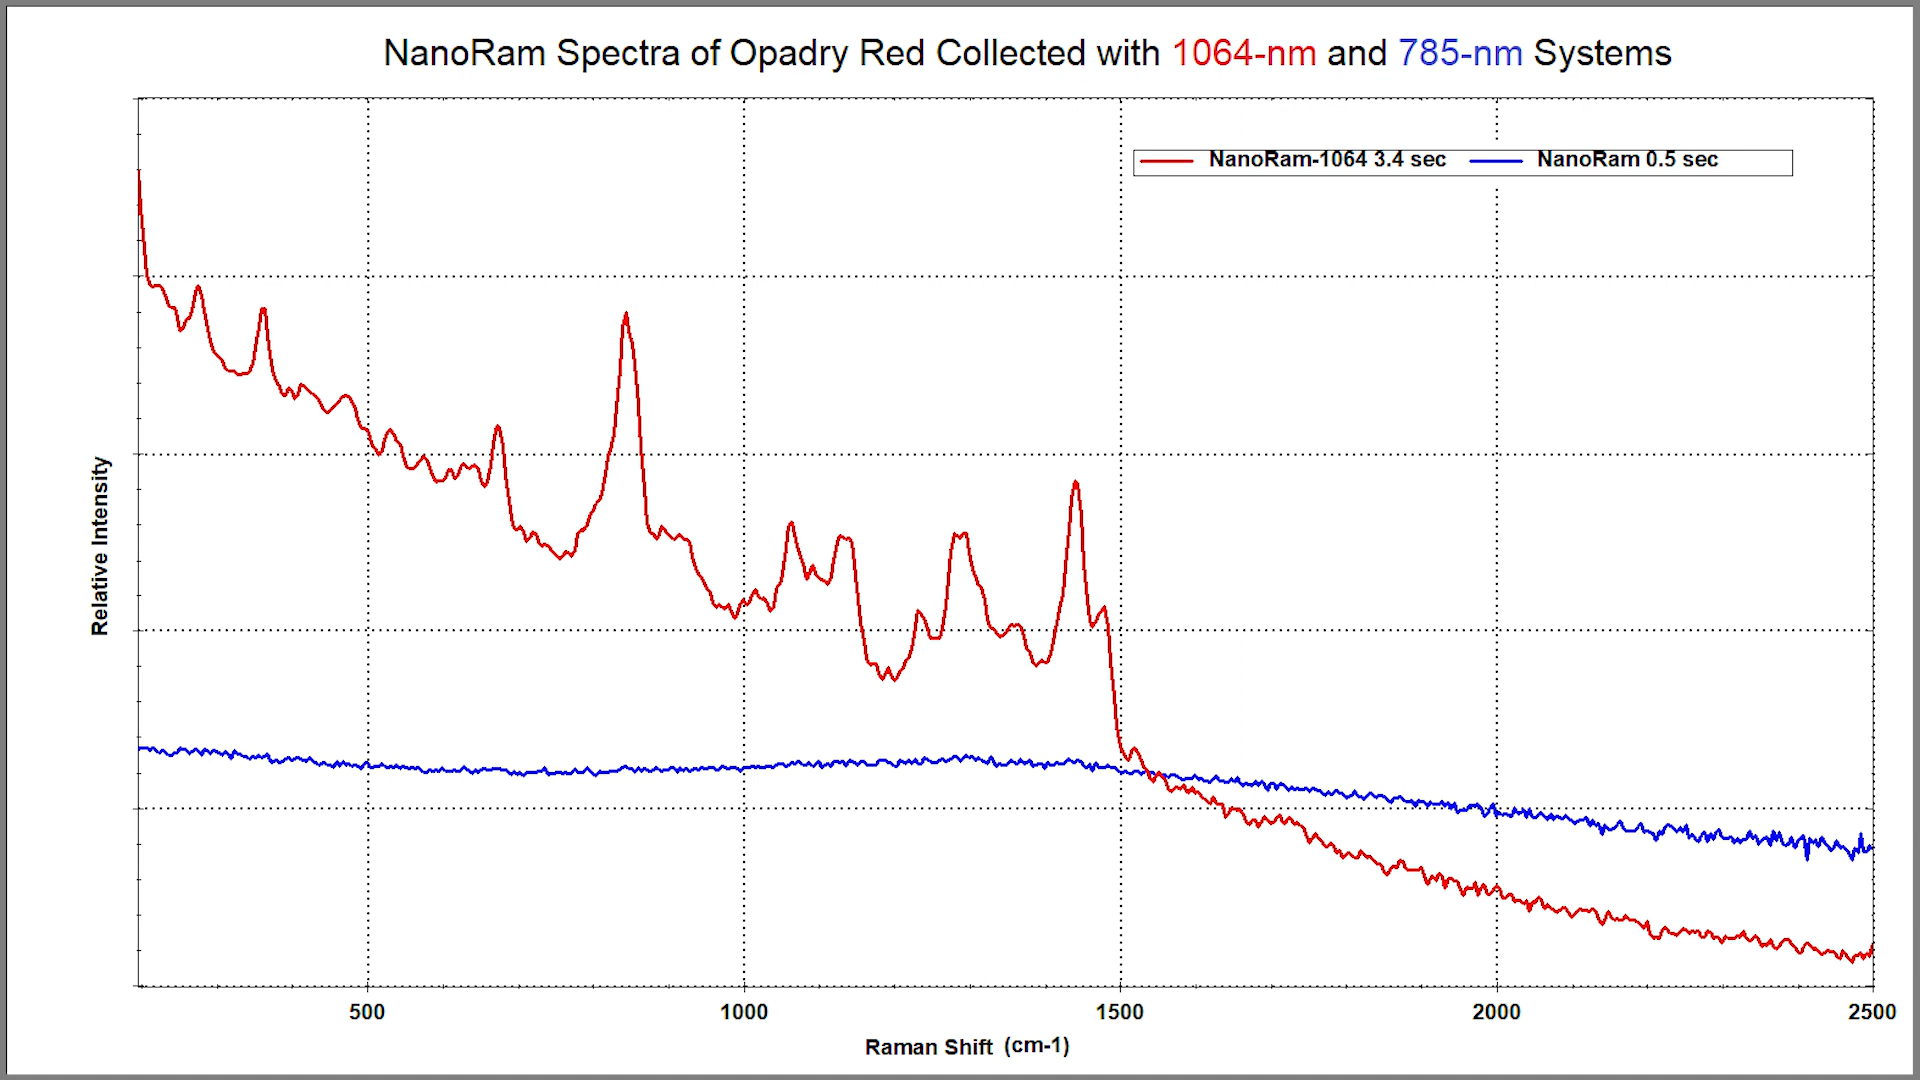 NanoRam Spectra of Opadry Red Collected with 1064-nm and 785-nm Systems
NanoRam-1064 3.4 sec NanoRam 0.5 sec
Relative Intensity
500 1000 1500 2000 2500
Raman Shift (cm-1)